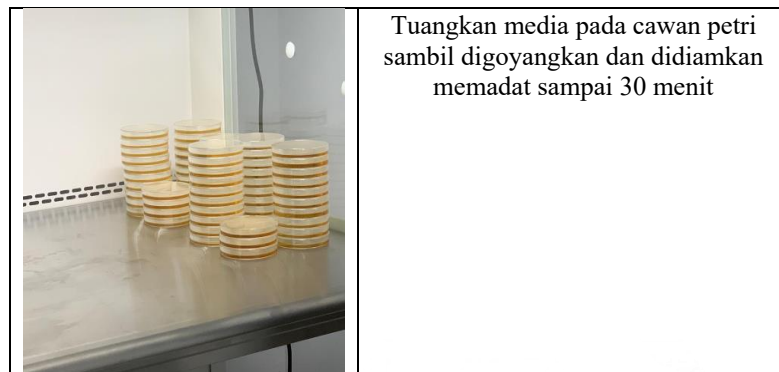 Tuangkan media pada cawan petri
sambil digoyangkan dan didiamkan
memadat sampai 30 menit